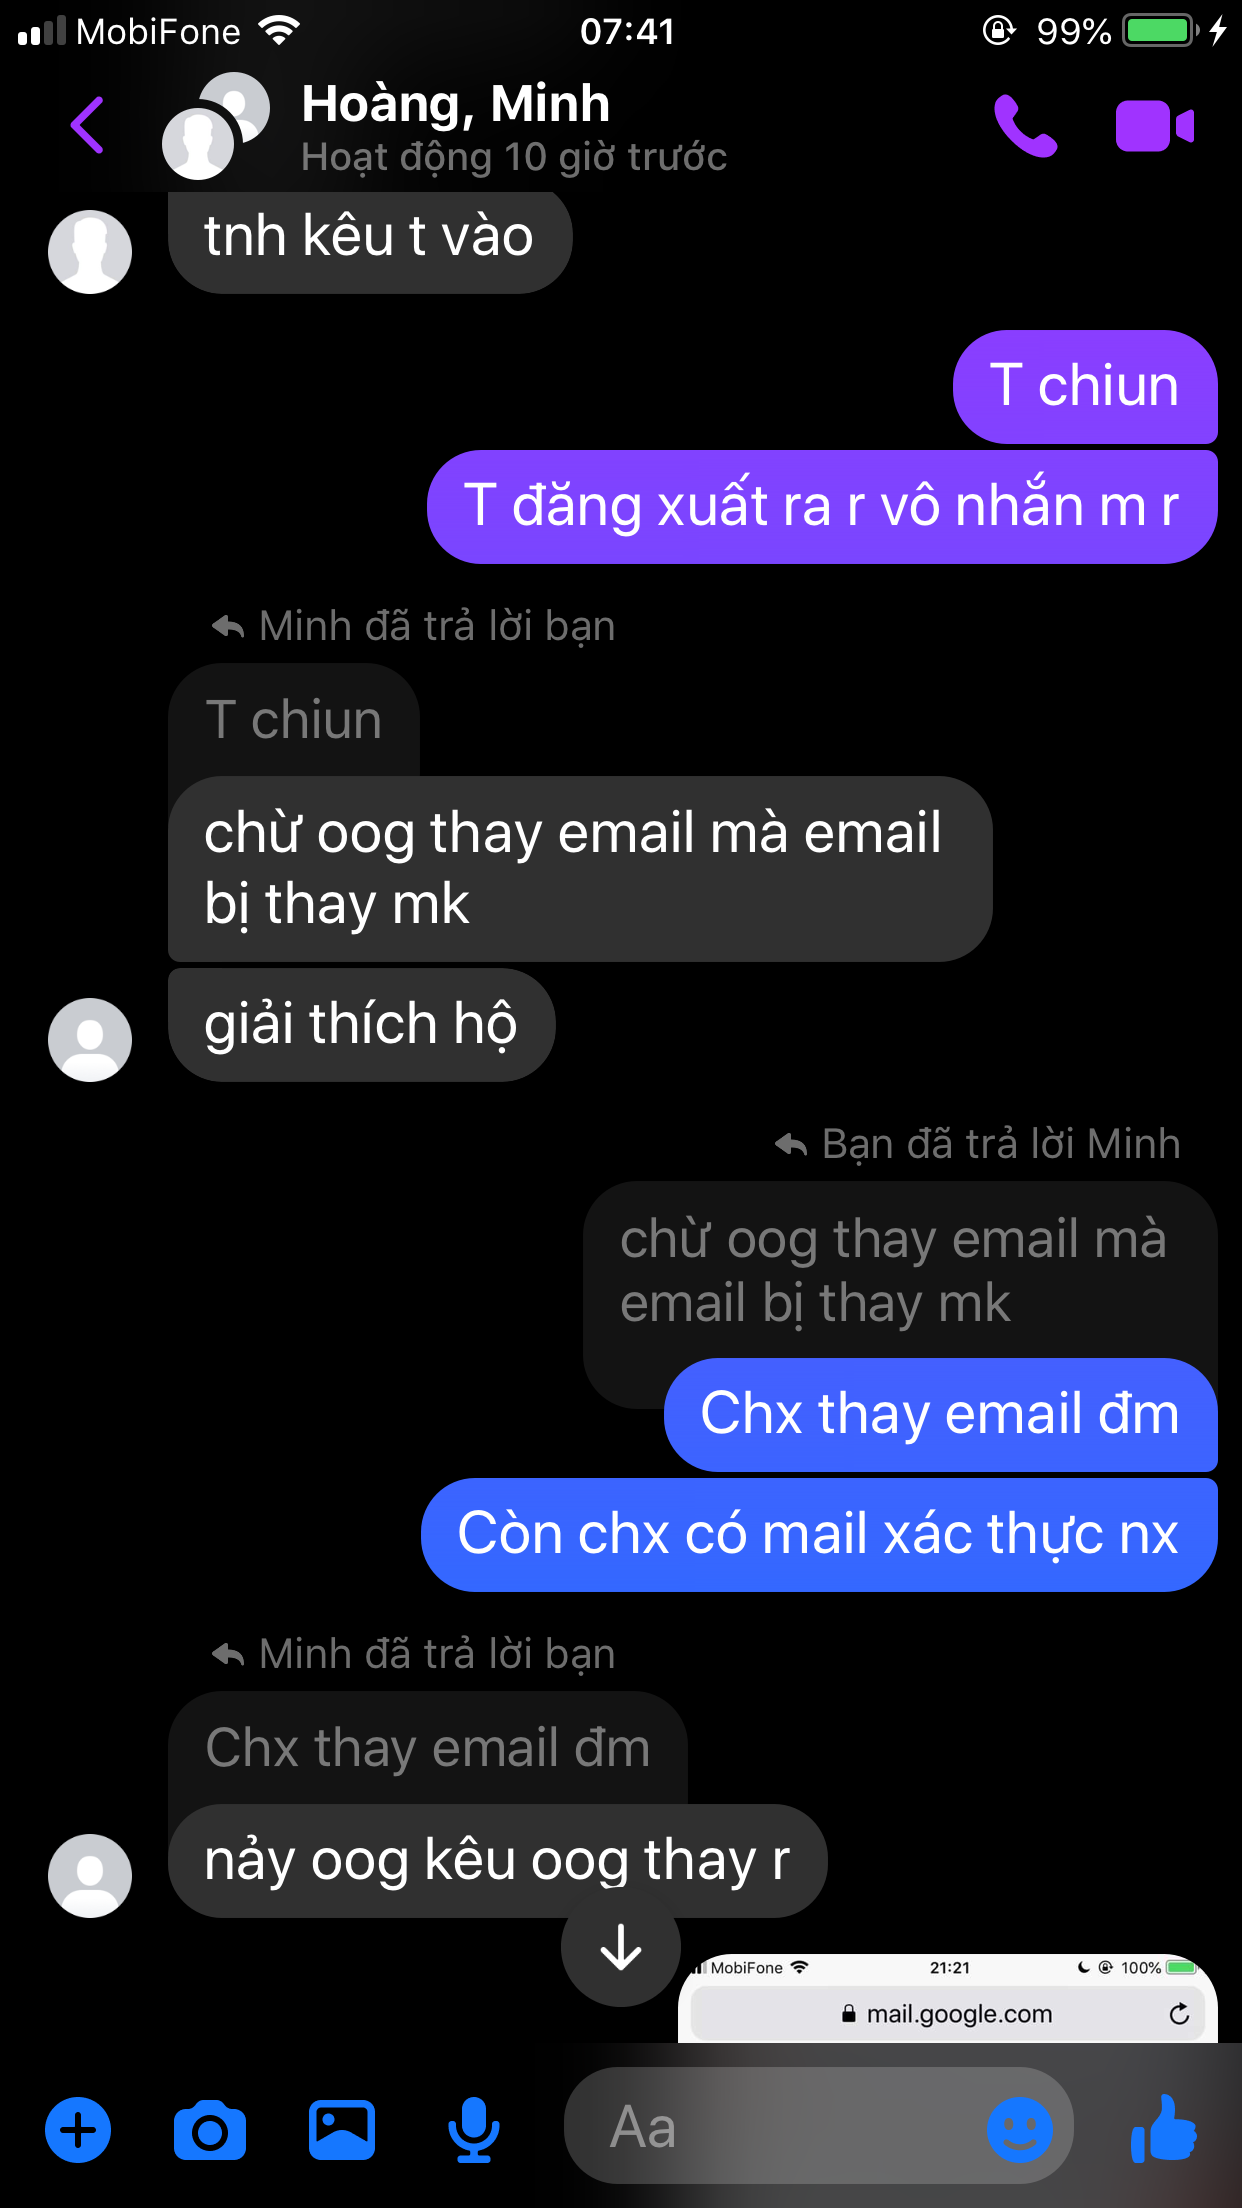 MobiFone 07:41 99%
Hoàng, Minh
Hoạt động 10 giờ trước
tnh kêu t vào
T chiun
T đăng xuất ra r vô nhắn m r
Minh đã trả lời bạn
T chiun
chừ oog thay email mà email
bị thay mk
giải thích hộ
Bạn đã trả lời Minh
chừ oog thay email mà
email bị thay mk
Chx thay email đm
Còn chx có mail xác thực nx
Minh đã trả lời bạn
Chx thay email đm
nảy oog kêu oog thay r
MobiFone 21:21 100%
mail.google.com
Aa